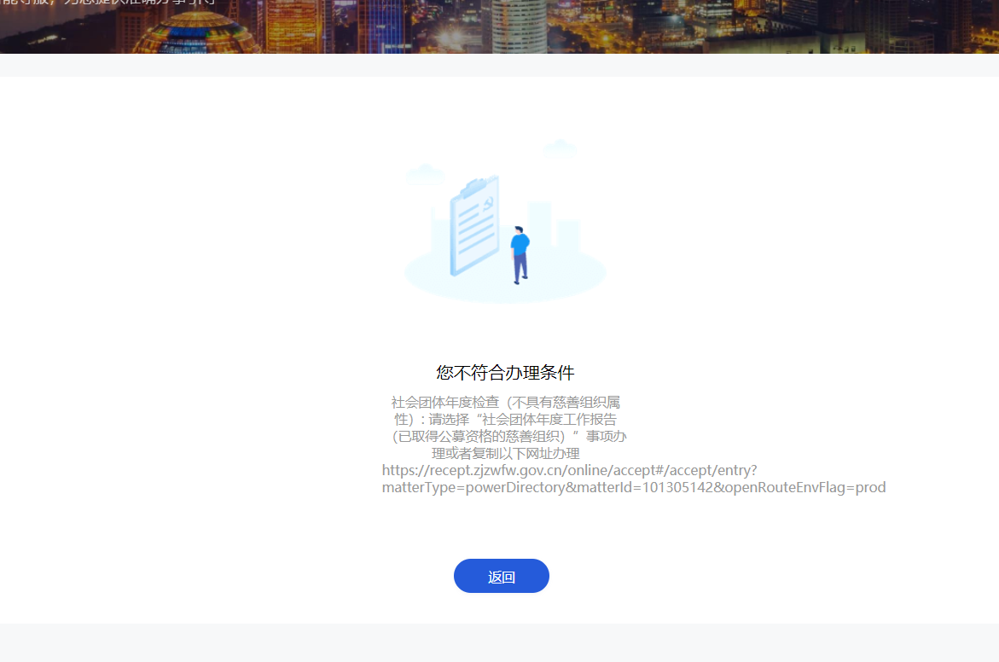 您不符合办理条件
社会团体年度检查（不具有慈善组织属
性）: 请选择“社会团体年度工作报告
（已取得公募资格的慈善组织）”事项办
理或者复制以下网址办理
https://recept.zjzwfw.gov.cn/online/accept#/accept/entry?
matterType=powerDirectory&matterId=101305142&openRouteEnvFlag=prod
返回